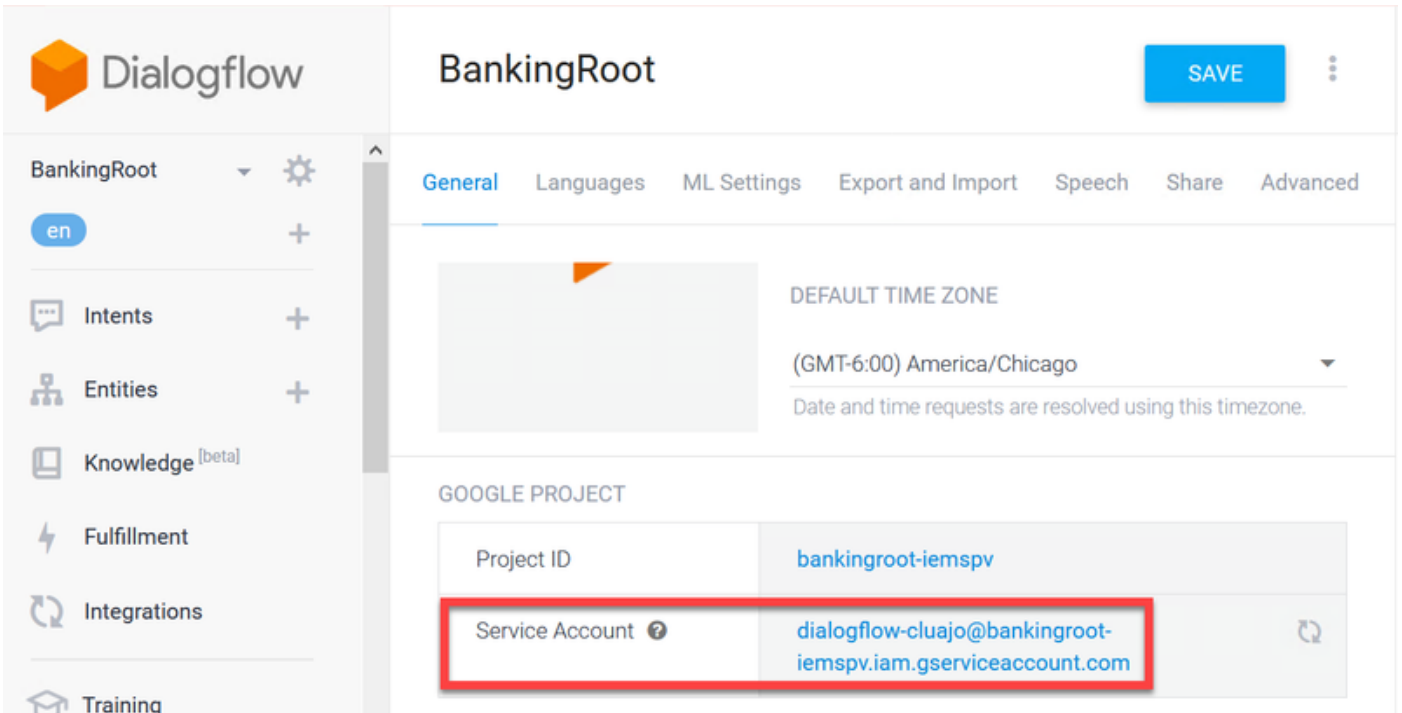 Dialogflow
BankingRoot
SAVE
BankingRoot
en
General Languages ML Settings Export and Import Speech Share Advanced
Intents
Entities
Knowledge [beta]
Fulfillment
Integrations
Training
DEFAULT TIME ZONE
(GMT-6:00) America/Chicago
Date and time requests are resolved using this timezone.
GOOGLE PROJECT
Project ID
bankingroot-iemspv
Service Account ?
dialogflow-cluajo@bankingroot-
iemspv.iam.gserviceaccount.com